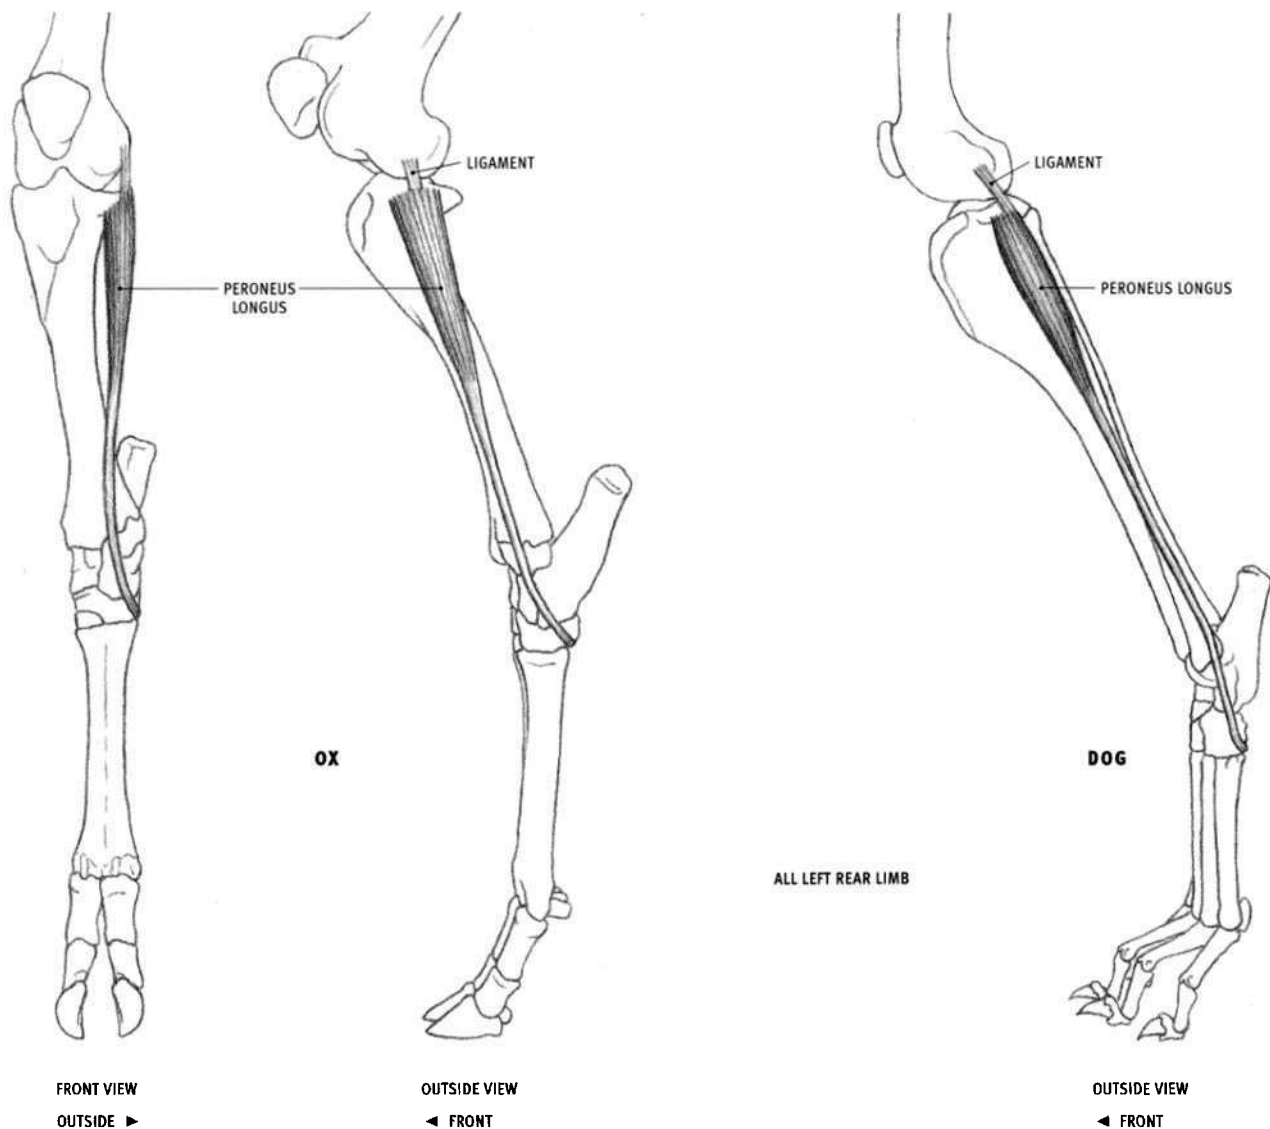 LIGAMENT
LIGAMENT
PERONEUS
LONGUS
PERONEUS LONGUS
OX
DOG
ALL LEFT REAR LIMB
FRONT VIEW
OUTSIDE ►
OUTSIDE VIEW
◄ FRONT
OUTSIDE VIEW
◄ FRONT